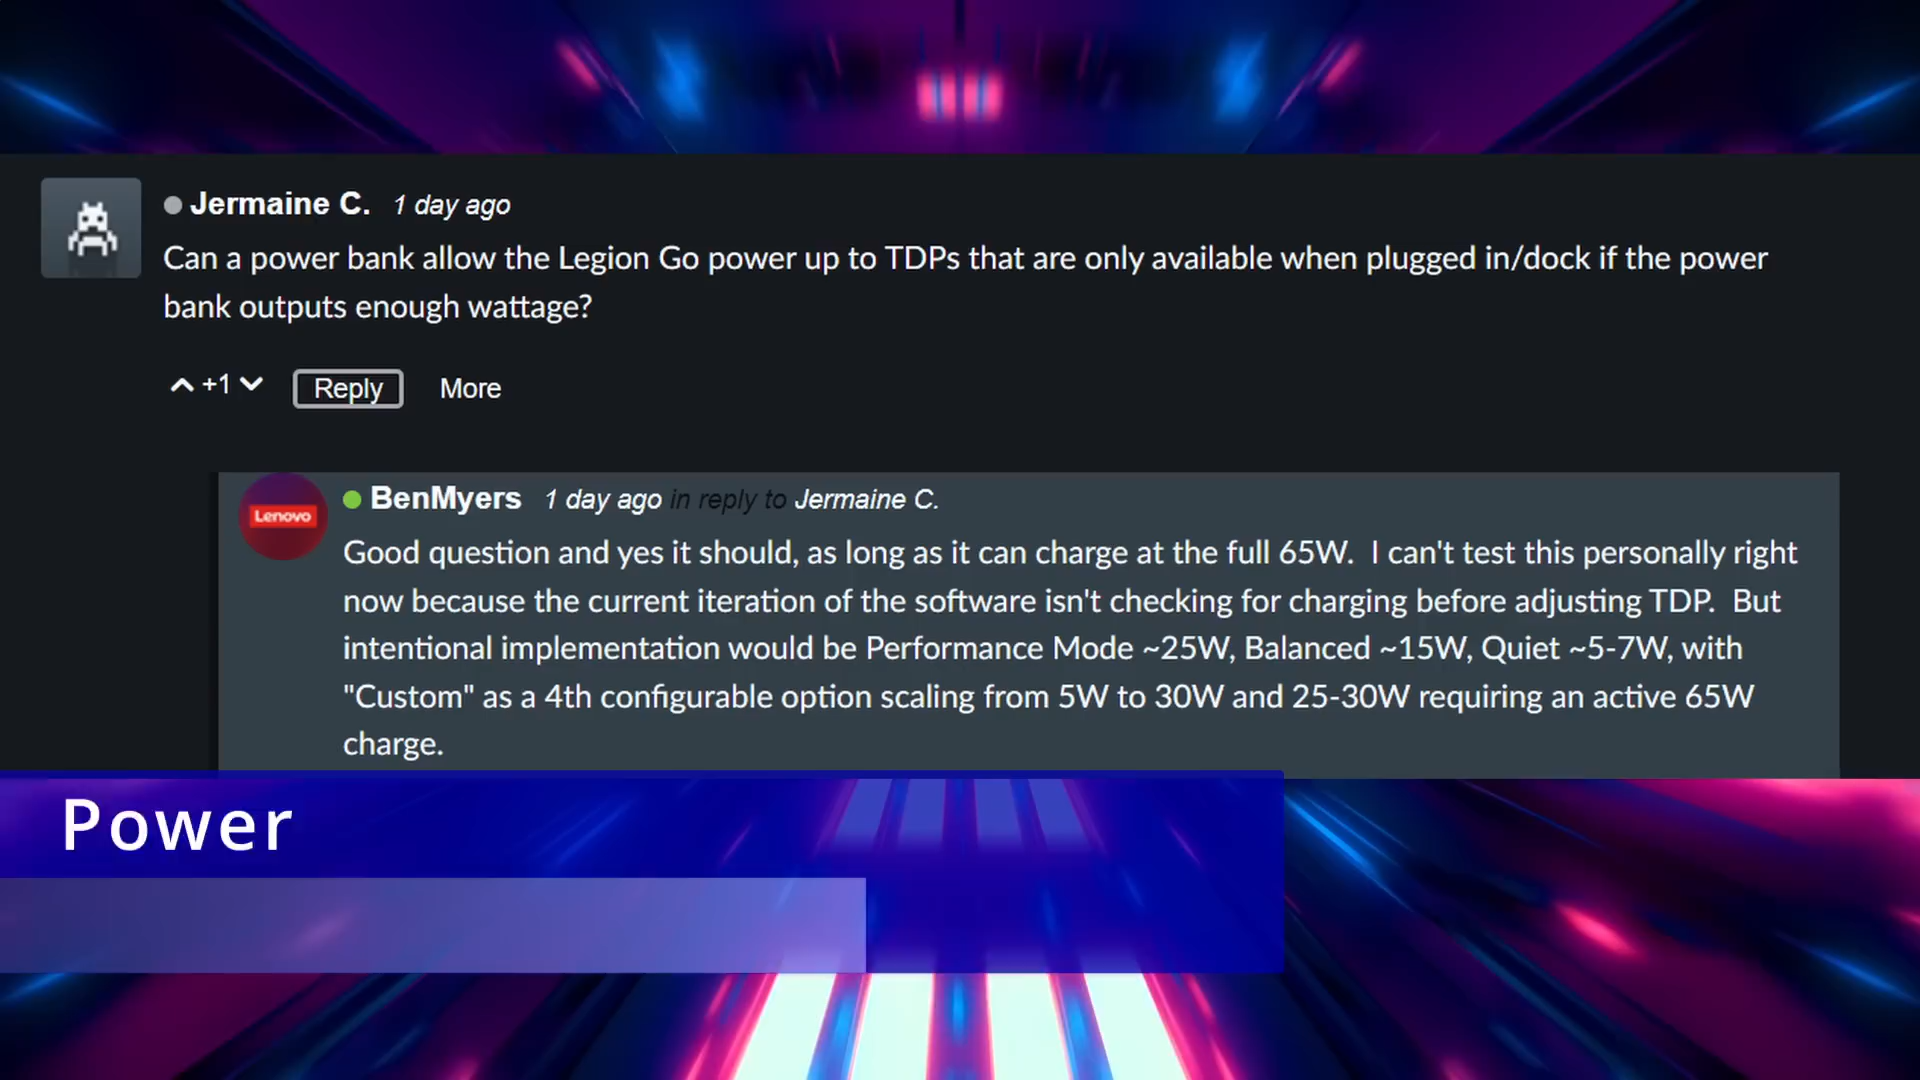 Jermaine C. 1 day ago
Can a power bank allow the Legion Go power up to TDPs that are only available when plugged in/dock if the power
bank outputs enough wattage?
+1 Reply More
Lenovo
BenMyers 1 day ago in reply to Jermaine C.
Good question and yes it should, as long as it can charge at the full 65W. I can't test this personally right
now because the current iteration of the software isn't checking for charging before adjusting TDP. But
intentional implementation would be Performance Mode ~25W, Balanced ~15W, Quiet ~5-7W, with
"Custom" as a 4th configurable option scaling from 5W to 30W and 25-30W requiring an active 65W
charge.
Power